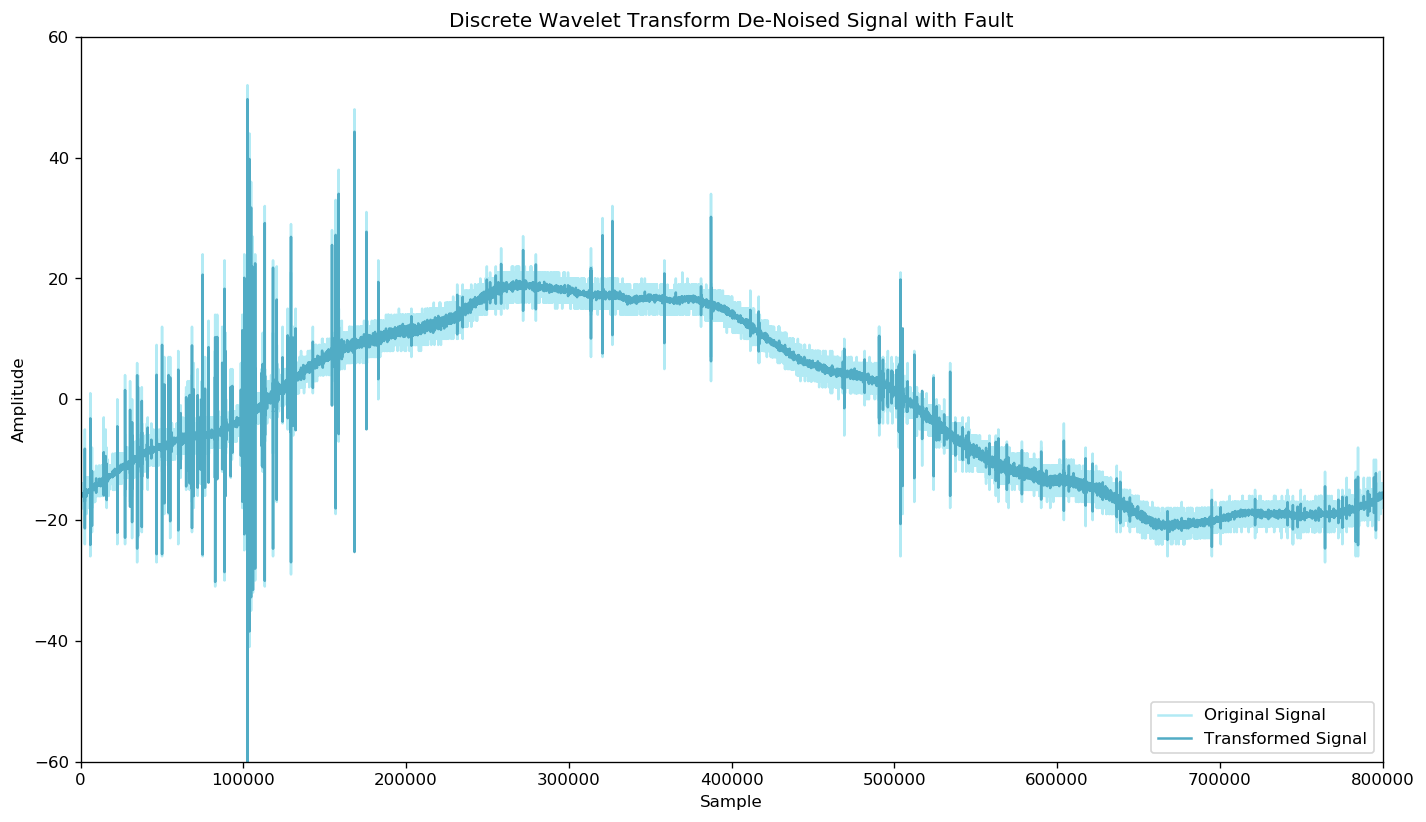 Discrete Wavelet Transform De-Noised Signal with Fault
60
40
20
0
−20
−40
−60
Amplitude
0 100000 200000 300000 400000 500000 600000 700000 800000
Sample
Original Signal
Transformed Signal